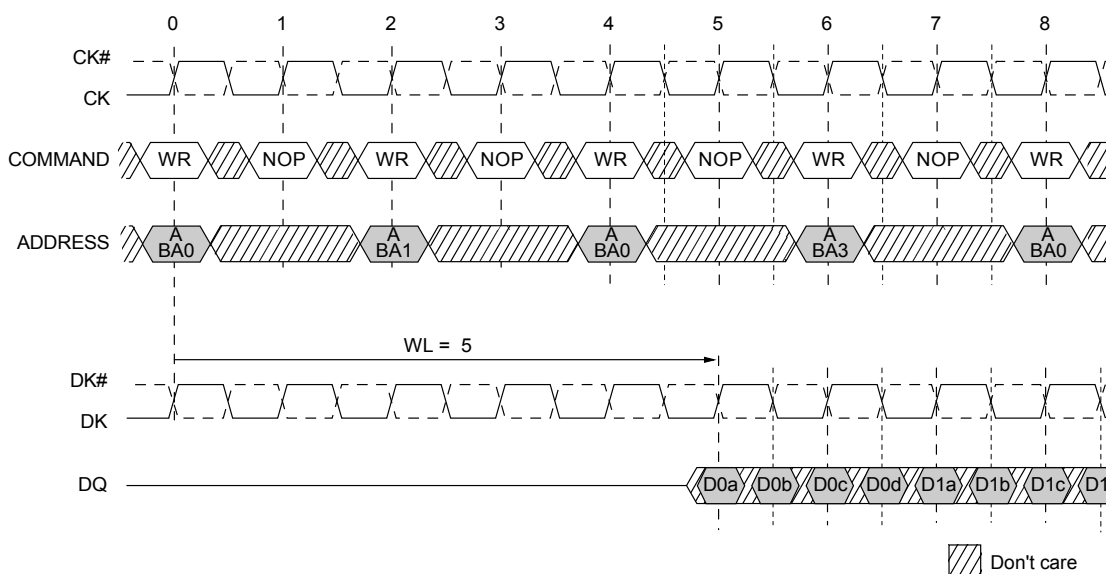 0 1 2 3 4 5 6 7 8
CK#
CK
COMMAND WR NOP WR NOP WR NOP WR NOP WR
ADDRESS A BA0 A BA1 A BA0 A BA3 A BA0
WL = 5
DK#
DK
DQ D0a D0b D0c D0d D1a D1b D1c D1
Don't care